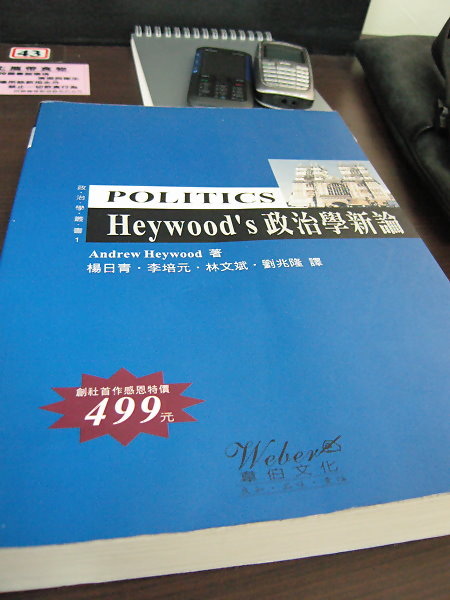 43
政‧治‧學‧叢‧書 1
POLITICS
Heywood's 政治學新論
Andrew Heywood 著
楊日青‧李培元‧林文斌‧劉兆隆 譯
創社首作感恩特價
499元
Weber
韋伯文化